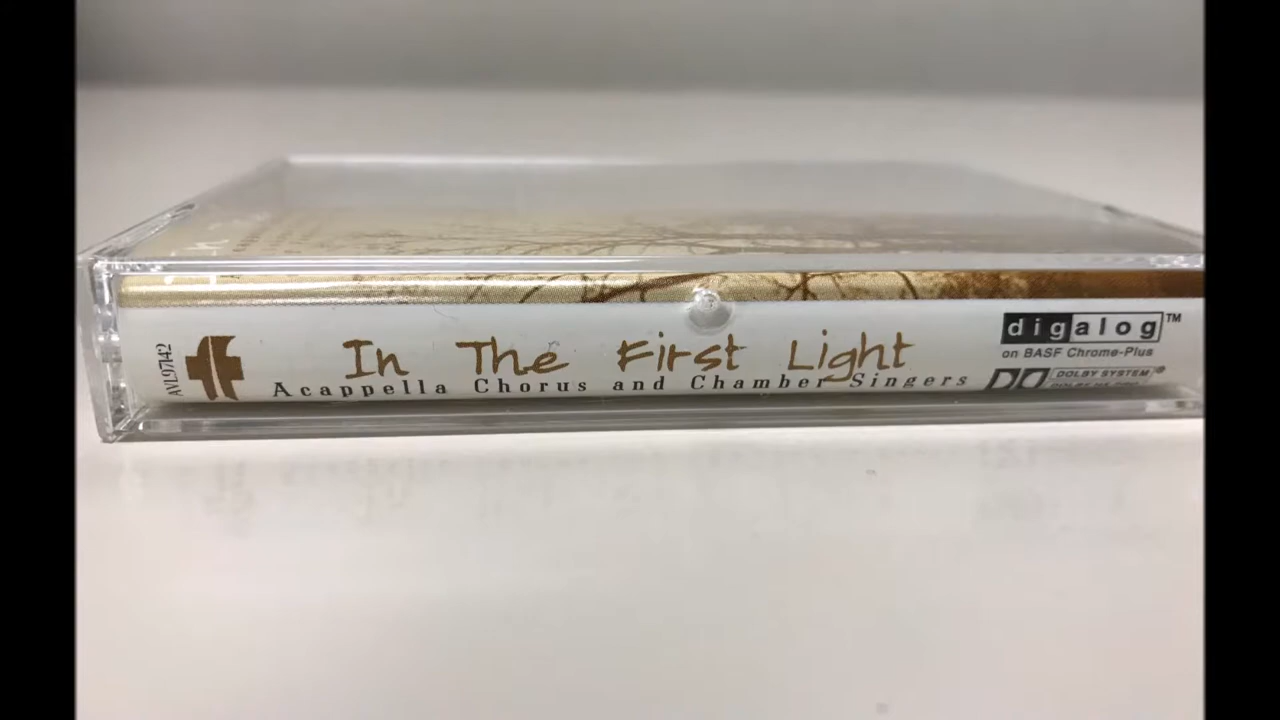 AVL97142
In The First Light
Acappella Chorus and Chamber Singers
digalog™
on BASF Chrome-Plus
DOLBY SYSTEM®